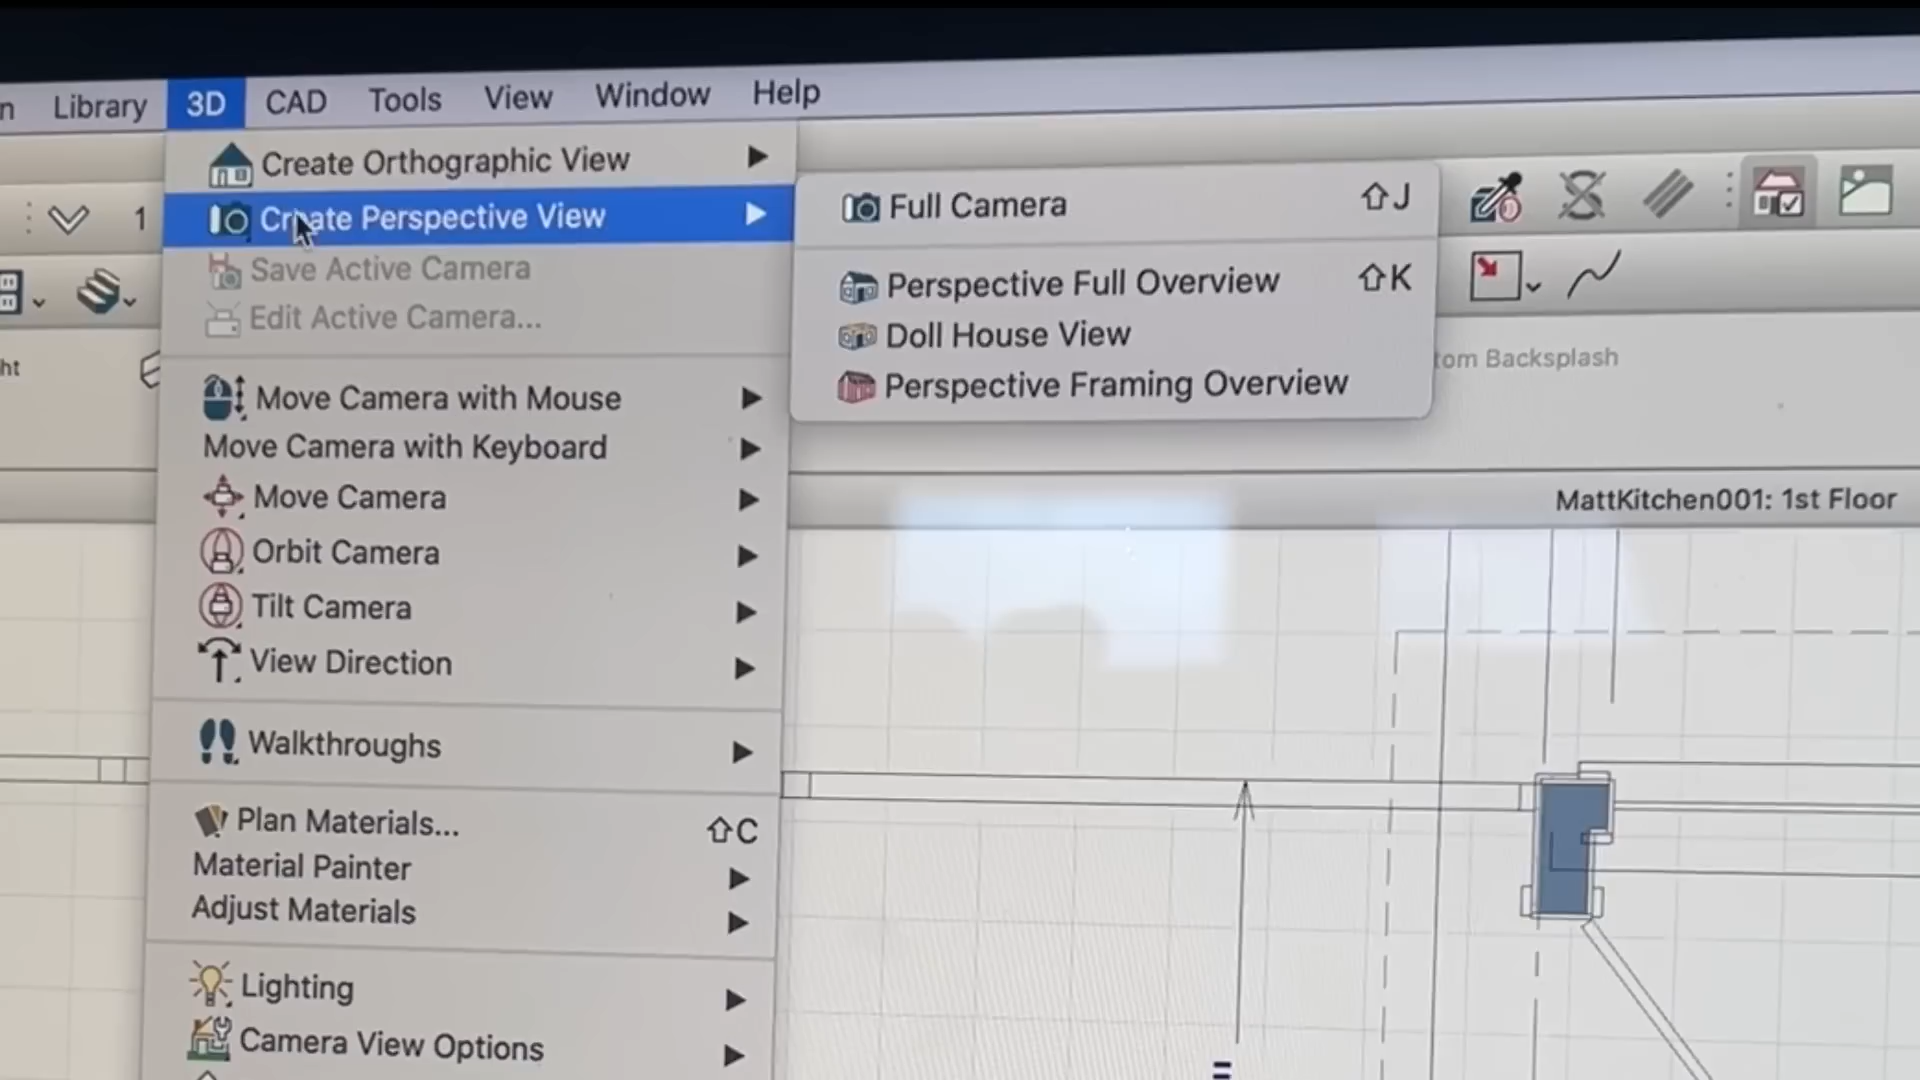 Library 3D CAD Tools View Window Help
Create Orthographic View
Create Perspective View
Save Active Camera
Edit Active Camera...
Move Camera with Mouse
Move Camera with Keyboard
Move Camera
Orbit Camera
Tilt Camera
View Direction
Walkthroughs
Plan Materials... ⇧C
Material Painter
Adjust Materials
Lighting
Camera View Options
Full Camera ⇧J
Perspective Full Overview ⇧K
Doll House View
Perspective Framing Overview
1
ht
tom Backsplash
MattKitchen001: 1st Floor